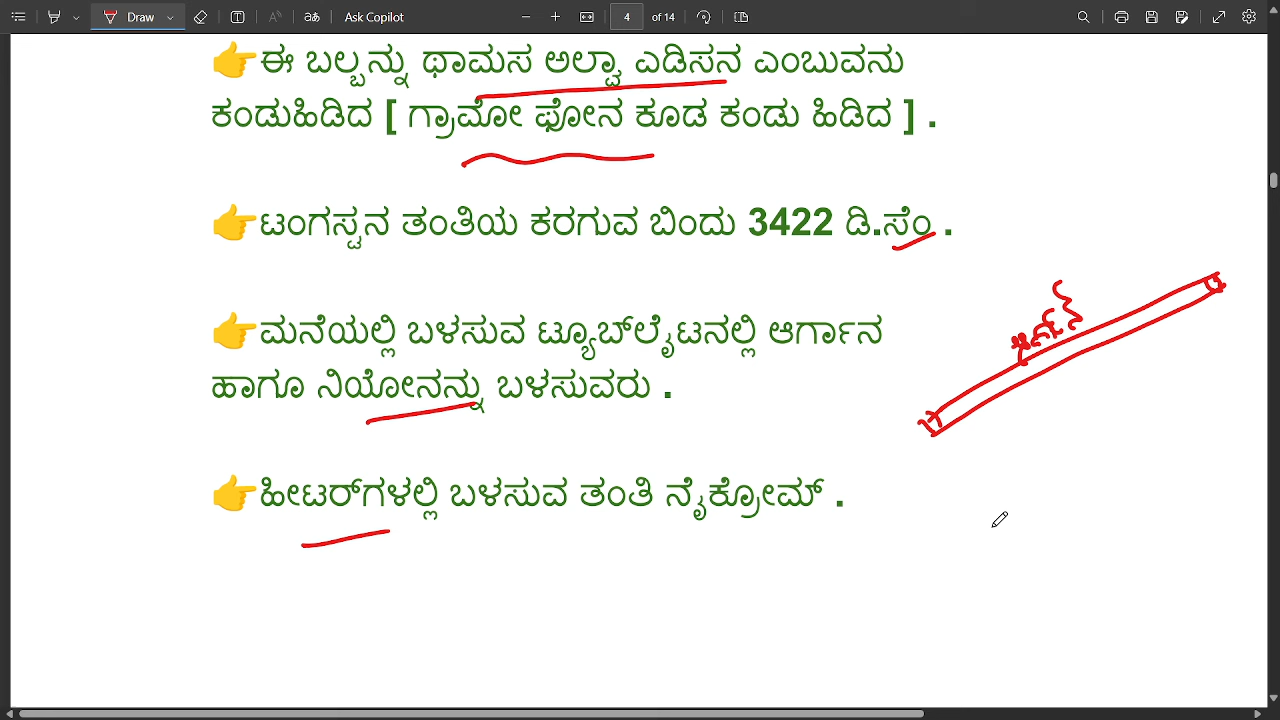 Draw
Ask Copilot
4 of 14
👉ಈ ಬಲ್ಬನ್ನು ಥಾಮಸ ಅಲ್ವಾ ಎಡಿಸನ ಎಂಬುವನು
ಕಂಡುಹಿಡಿದ [ ಗ್ರಾಮೋ ಫೋನ ಕೂಡ ಕಂಡು ಹಿಡಿದ ] .
👉ಟಂಗಸ್ಟನ ತಂತಿಯ ಕರಗುವ ಬಿಂದು 3422 ಡಿ.ಸೆಂ .
👉ಮನೆಯಲ್ಲಿ ಬಳಸುವ ಟ್ಯೂಬ್‌ಲೈಟನಲ್ಲಿ ಆರ್ಗಾನ
ಹಾಗೂ ನಿಯೋನನ್ನು ಬಳಸುವರು .
👉ಹೀಟರ್‌ಗಳಲ್ಲಿ ಬಳಸುವ ತಂತಿ ನೈಕ್ರೋಮ್ .